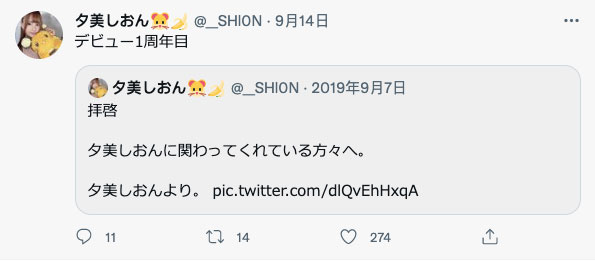 夕美しおん🐹🍌 @__SHION · 9月14日
デビュー1周年目
夕美しおん🐹🍌 @__SHION · 2019年9月7日
拝啓
夕美しおんに関わってくれている方々へ。
夕美しおんより。 pic.twitter.com/dlQvEhHxqA
11 14 274